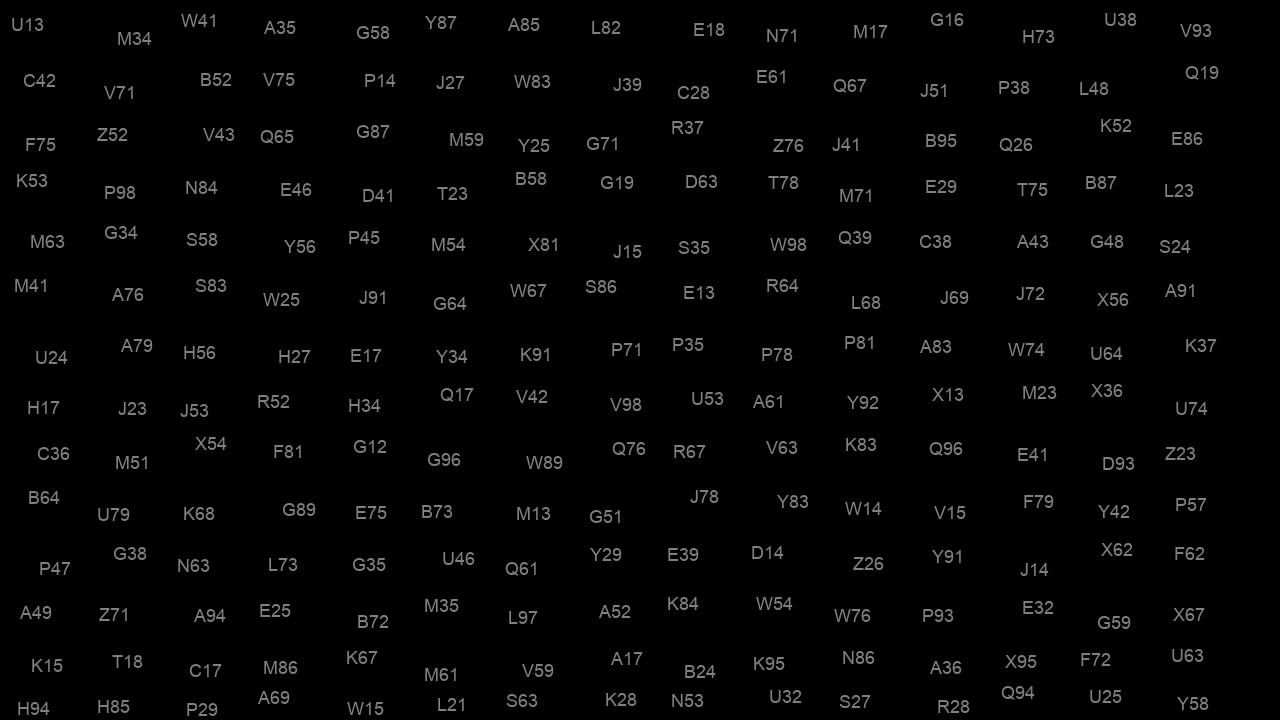 U13 M34 W41 A35 G58 Y87 A85 L82 E18 N71 M17 G16 H73 U38 V93
C42 V71 B52 V75 P14 J27 W83 J39 C28 E61 Q67 J51 P38 L48 Q19
F75 Z52 V43 Q65 G87 M59 Y25 G71 R37 Z76 J41 B95 Q26 K52 E86
K53 P98 N84 E46 D41 T23 B58 G19 D63 T78 M71 E29 T75 B87 L23
M63 G34 S58 Y56 P45 M54 X81 J15 S35 W98 Q39 C38 A43 G48 S24
M41 A76 S83 W25 J91 G64 W67 S86 E13 R64 L68 J69 J72 X56 A91
U24 A79 H56 H27 E17 Y34 K91 P71 P35 P78 P81 A83 W74 U64 K37
H17 J23 J53 R52 H34 Q17 V42 V98 U53 A61 Y92 X13 M23 X36 U74
C36 M51 X54 F81 G12 G96 W89 Q76 R67 V63 K83 Q96 E41 D93 Z23
B64 U79 K68 G89 E75 B73 M13 G51 J78 Y83 W14 V15 F79 Y42 P57
P47 G38 N63 L73 G35 U46 Q61 Y29 E39 D14 Z26 Y91 J14 X62 F62
A49 Z71 A94 E25 B72 M35 L97 A52 K84 W54 W76 P93 E32 G59 X67
K15 T18 C17 M86 K67 M61 V59 A17 B24 K95 N86 A36 X95 F72 U63
H94 H85 P29 A69 W15 L21 S63 K28 N53 U32 S27 R28 Q94 U25 Y58